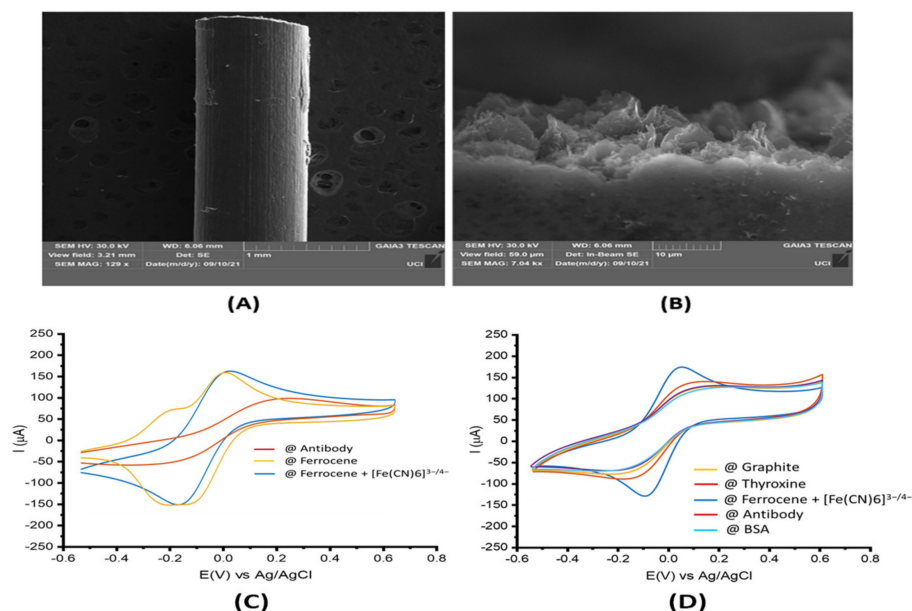 SEM HV: 30.0 kV WD: 6.06 mm GAIA3 TESCAN
View field: 3.21 mm Det: SE 1 mm
SEM MAG: 129 x Date(m/d/y): 09/10/21 UCI
(A)
SEM HV: 30.0 kV WD: 6.06 mm GAIA3 TESCAN
View field: 59.0 µm Det: In-Beam SE 10 µm
SEM MAG: 7.04 kx Date(m/d/y): 09/10/21 UCI
(B)
250
200
150
100
50
0
-50
-100
-150
-200
-250
I (µA)
@ Antibody
@ Ferrocene
@ Ferrocene + [Fe(CN)6]³⁻/⁴⁻
-0.6 -0.4 -0.2 0.0 0.2 0.4 0.6 0.8
E(V) vs Ag/AgCl
(C)
250
200
150
100
50
0
-50
-100
-150
-200
-250
I (µA)
@ Graphite
@ Thyroxine
@ Ferrocene + [Fe(CN)6]³⁻/⁴⁻
@ Antibody
@ BSA
-0.6 -0.4 -0.2 0.0 0.2 0.4 0.6 0.8
E(V) vs Ag/AgCl
(D)